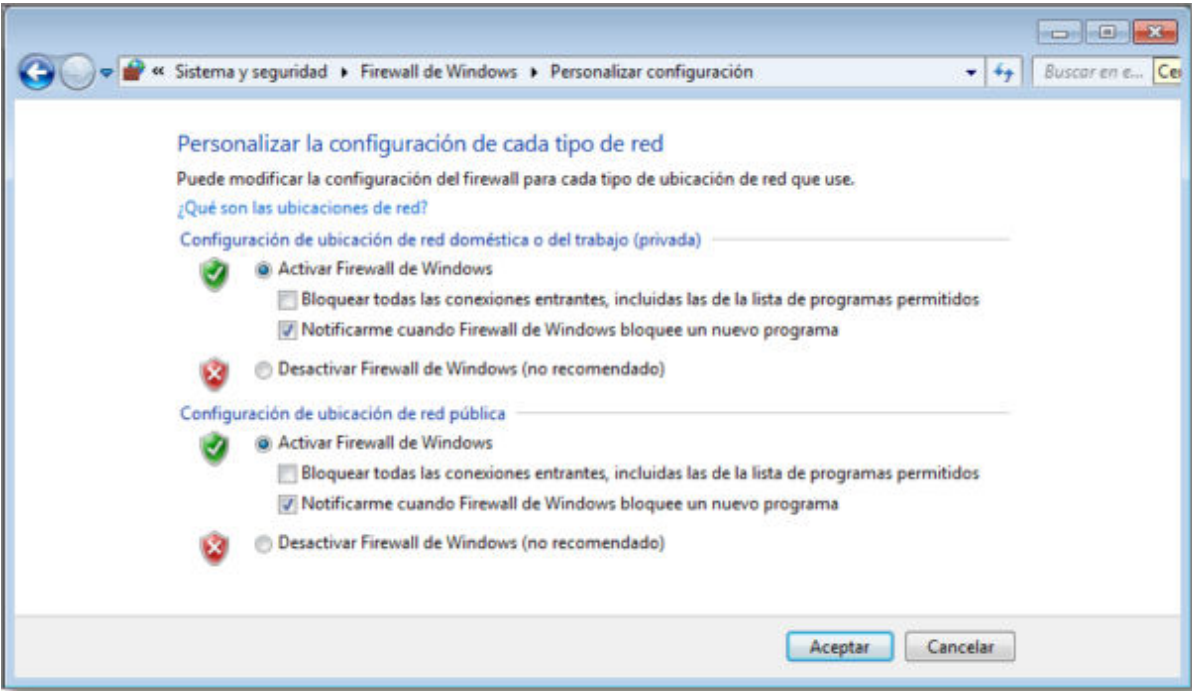 « Sistema y seguridad ▸ Firewall de Windows ▸ Personalizar configuración
Buscar en e...
Personalizar la configuración de cada tipo de red
Puede modificar la configuración del firewall para cada tipo de ubicación de red que use.
¿Qué son las ubicaciones de red?
Configuración de ubicación de red doméstica o del trabajo (privada)
Activar Firewall de Windows
Bloquear todas las conexiones entrantes, incluidas las de la lista de programas permitidos
Notificarme cuando Firewall de Windows bloquee un nuevo programa
Desactivar Firewall de Windows (no recomendado)
Configuración de ubicación de red pública
Activar Firewall de Windows
Bloquear todas las conexiones entrantes, incluidas las de la lista de programas permitidos
Notificarme cuando Firewall de Windows bloquee un nuevo programa
Desactivar Firewall de Windows (no recomendado)
Aceptar Cancelar